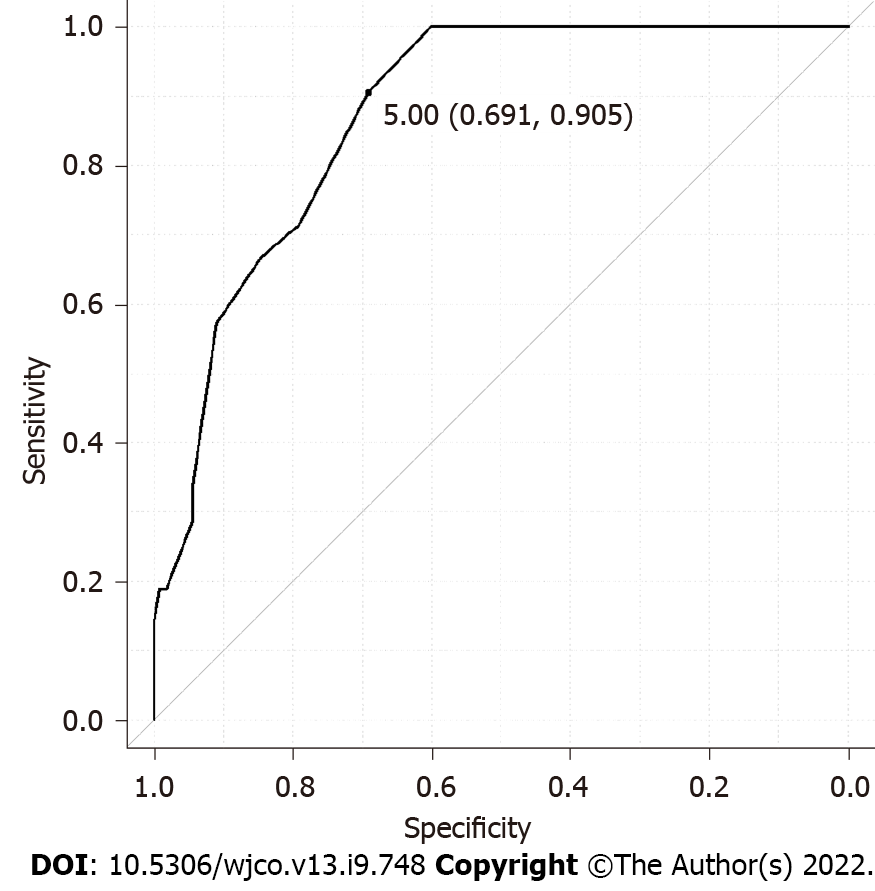 1.0
5.00 (0.691, 0.905)
0.8
0.6
Sensitivity
0.4
0.2
0.0
1.0 0.8 0.6 0.4 0.2 0.0
Specificity
DOI: 10.5306/wjco.v13.i9.748 Copyright ©The Author(s) 2022.